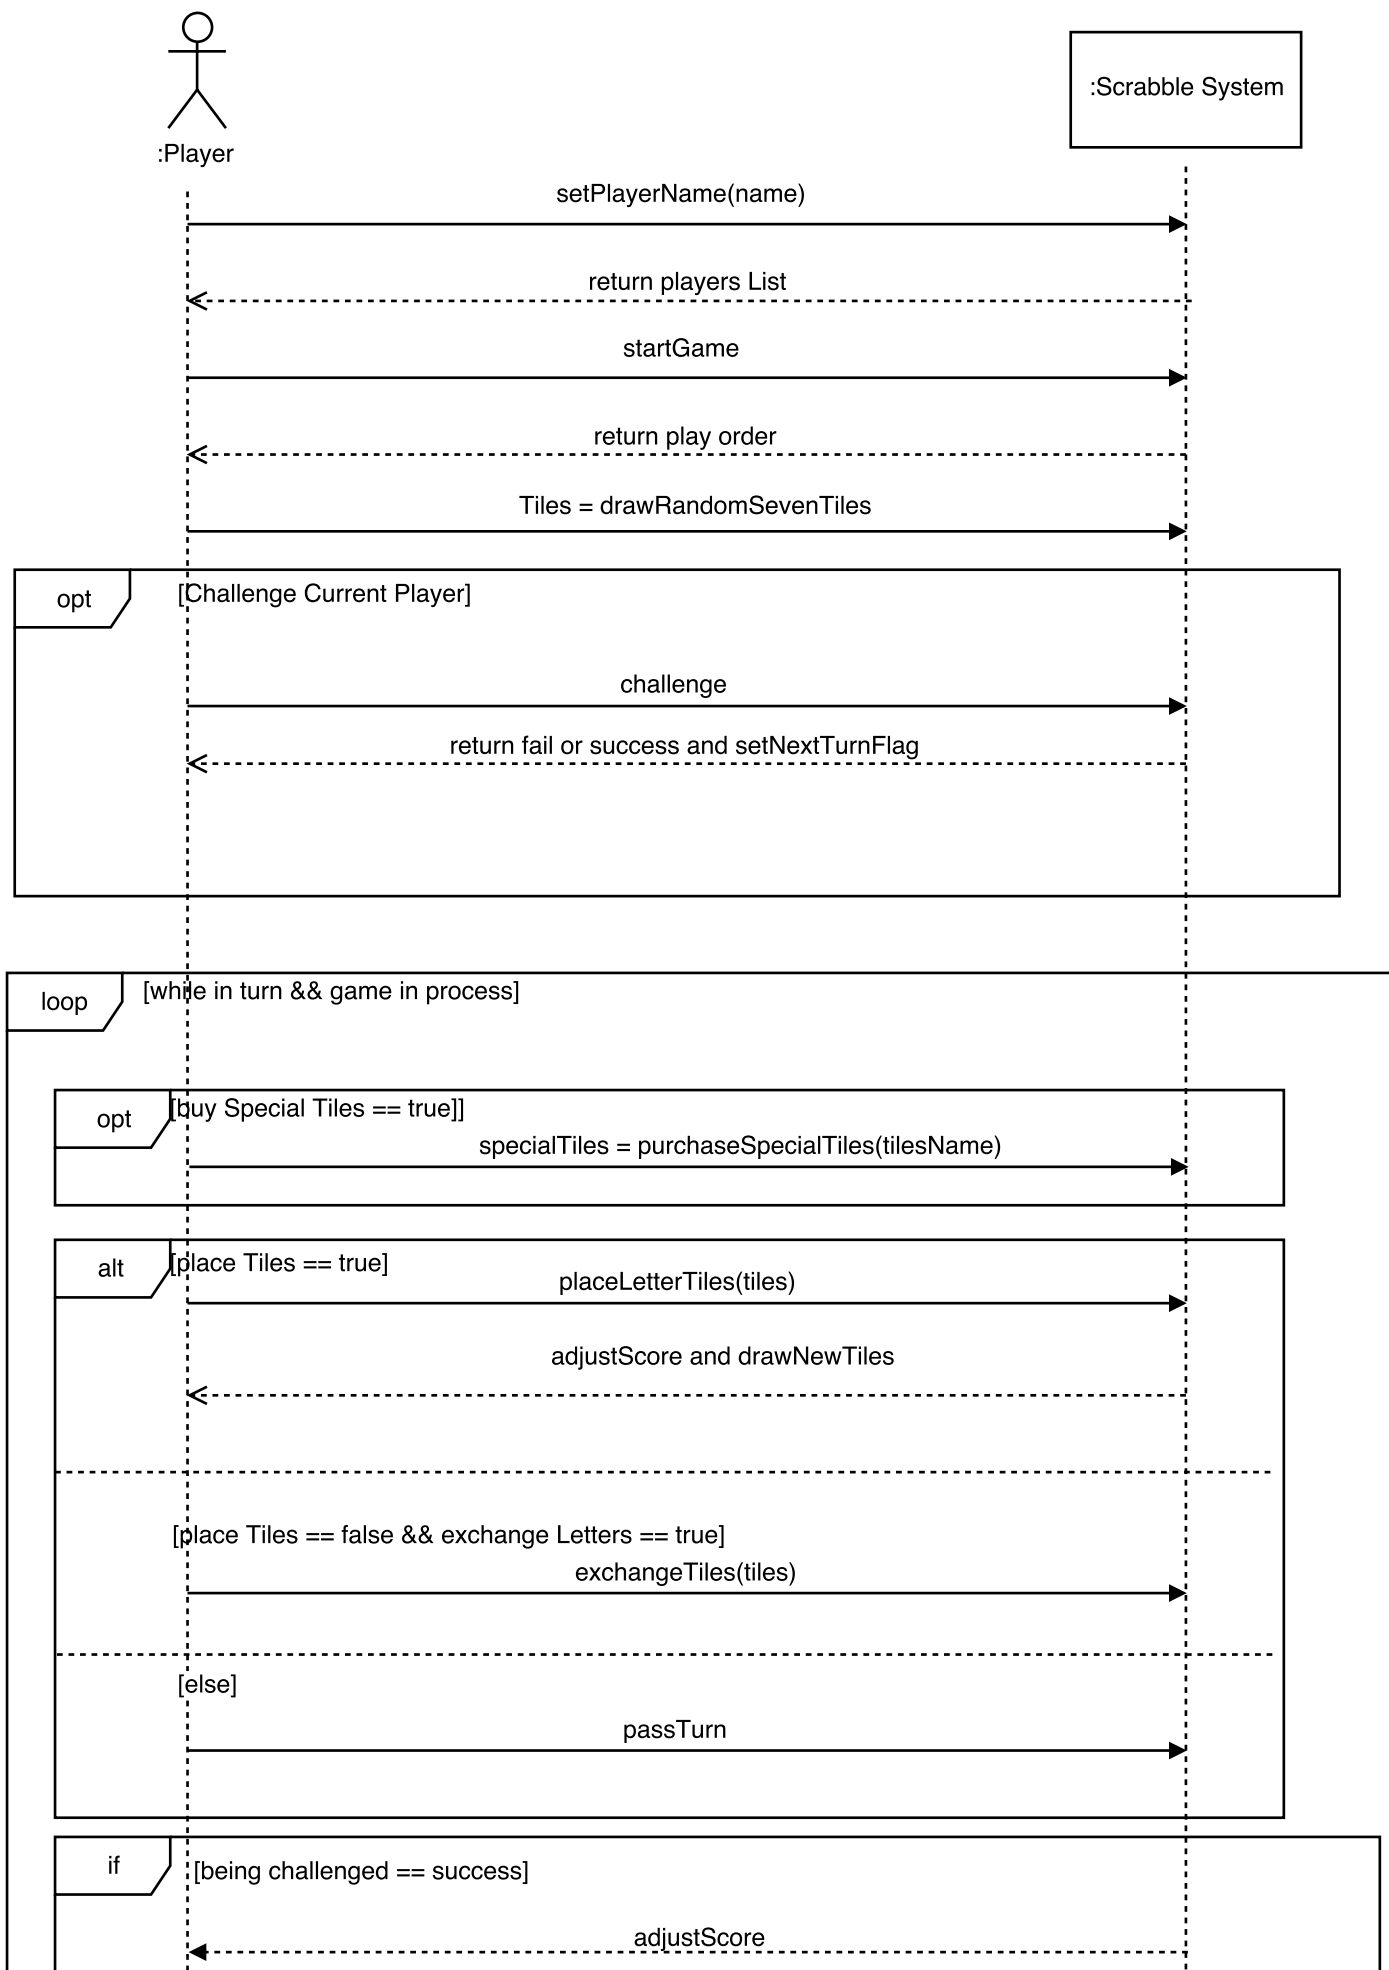 :Player
:Scrabble System
setPlayerName(name)
return players List
startGame
return play order
Tiles = drawRandomSevenTiles
opt
[Challenge Current Player]
challenge
return fail or success and setNextTurnFlag
loop
[while in turn && game in process]
opt
[buy Special Tiles == true]]
specialTiles = purchaseSpecialTiles(tilesName)
alt
[place Tiles == true]
placeLetterTiles(tiles)
adjustScore and drawNewTiles
[place Tiles == false && exchange Letters == true]
exchangeTiles(tiles)
[else]
passTurn
if
[being challenged == success]
adjustScore